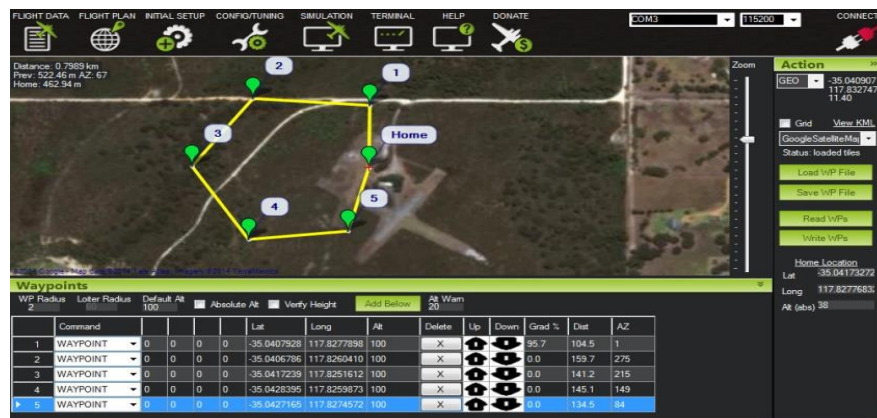 FLIGHT DATA FLIGHT PLAN INITIAL SETUP CONFIG/TUNING SIMULATION TERMINAL HELP DONATE COM3 115200 CONNECT
Distance: 0.7989 km
Prev: 522.46 m AZ: 67
Home: 462.94 m
2
1
3
Home
4
5
Zoom
Action
GEO -35.040907
117.832747
11.40
Grid View KML
GoogleSatelliteMap
Status: loaded tiles
Load WP File
Save WP File
Read WPs
Write WPs
Home Location
Lat -35.04173272
Long 117.8277683
Alt (abs) 38
Waypoints
WP Radius Loiter Radius Default Alt Absolute Alt Verify Height Add Below Alt Warn
2 100 20
Command Lat Long Alt Delete Up Down Grad % Dist AZ
1 WAYPOINT 0 0 0 0 -35.0407928 117.8277898 100 X 95.7 104.5 1
2 WAYPOINT 0 0 0 0 -35.0406786 117.8260410 100 X 0.0 159.7 275
3 WAYPOINT 0 0 0 0 -35.0417239 117.8251612 100 X 0.0 141.2 215
4 WAYPOINT 0 0 0 0 -35.0428395 117.8259873 100 X 0.0 145.1 149
5 WAYPOINT 0 0 0 0 -35.0427165 117.8274572 100 X 0.0 134.5 84